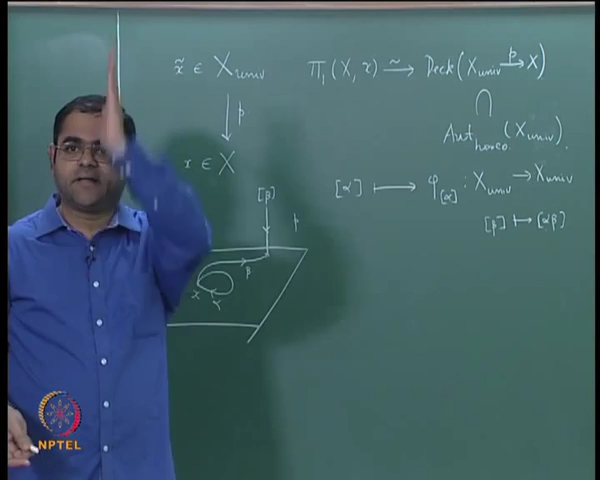 x̃ ∈ X_univ
p
x ∈ X
Π₁(X, x) ⥲ Deck(X_univ →^p X)
∩
Aut_homeo.(X_univ).
[α] ⟼ φ_[α] : X_univ → X_univ
[β] ↦ [αβ]
[β]
p
β
x
α
NPTEL